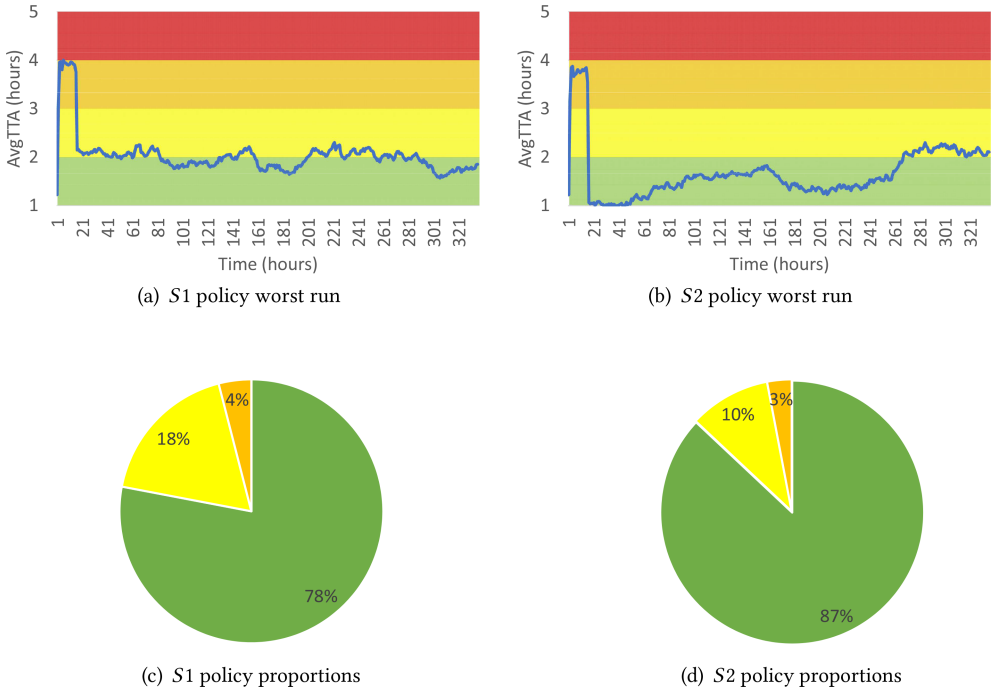 5
4
3
2
1
AvgTTA (hours)
1 21 41 61 81 101 121 141 161 181 201 221 241 261 281 301 321
Time (hours)
(a) S1 policy worst run
5
4
3
2
1
AvgTTA (hours)
1 21 41 61 81 101 121 141 161 181 201 221 241 261 281 301 321
Time (hours)
(b) S2 policy worst run
4%
18%
78%
(c) S1 policy proportions
3%
10%
87%
(d) S2 policy proportions